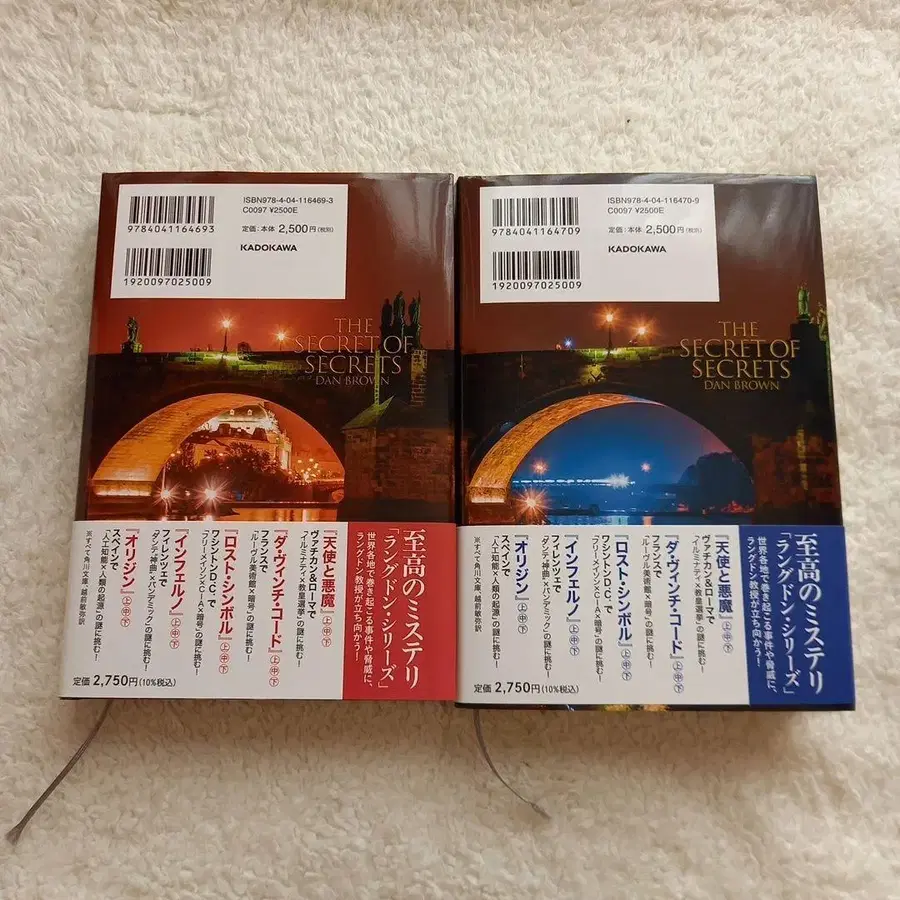 ISBN978-4-04-116469-3
C0097 ¥2500E
定価:本体 2,500円(税別)
KADOKAWA
9784041164693
1920097025009
THE
SECRET OF
SECRETS
DAN BROWN
至高のミステリ
「ラングドン・シリーズ」
世界各地で巻き起こる事件や脅威に、
ラングドン教授が立ち向かう!
『天使と悪魔』上中下
ヴァチカン&ローマで
"イルミナティ×教皇選挙"の謎に挑む!
『ダ・ヴィンチ・コード』上中下
フランスで
"ルーヴル美術館×暗号"の謎に挑む!
『ロスト・シンボル』上中下
ワシントンD.C.で
"フリーメイソン×CIA×暗号"の謎に挑む!
『インフェルノ』上中下
フィレンツェで
"ダンテ「神曲」×パンデミック"の謎に挑む!
『オリジン』上中下
スペインで
"人工知能×人類の起源"の謎に挑む!
※すべて角川文庫、越前敏弥訳
定価 2,750円(10%税込)
ISBN978-4-04-116470-9
C0097 ¥2500E
定価:本体 2,500円(税別)
KADOKAWA
9784041164709
1920097025009
THE
SECRET OF
SECRETS
DAN BROWN
至高のミステリ
「ラングドン・シリーズ」
世界各地で巻き起こる事件や脅威に、
ラングドン教授が立ち向かう!
『天使と悪魔』上中下
ヴァチカン&ローマで
"イルミナティ×教皇選挙"の謎に挑む!
『ダ・ヴィンチ・コード』上中下
フランスで
"ルーヴル美術館×暗号"の謎に挑む!
『ロスト・シンボル』上中下
ワシントンD.C.で
"フリーメイソン×CIA×暗号"の謎に挑む!
『インフェルノ』上中下
フィレンツェで
"ダンテ「神曲」×パンデミック"の謎に挑む!
『オリジン』上中下
スペインで
"人工知能×人類の起源"の謎に挑む!
※すべて角川文庫、越前敏弥訳
定価 2,750円(10%税込)